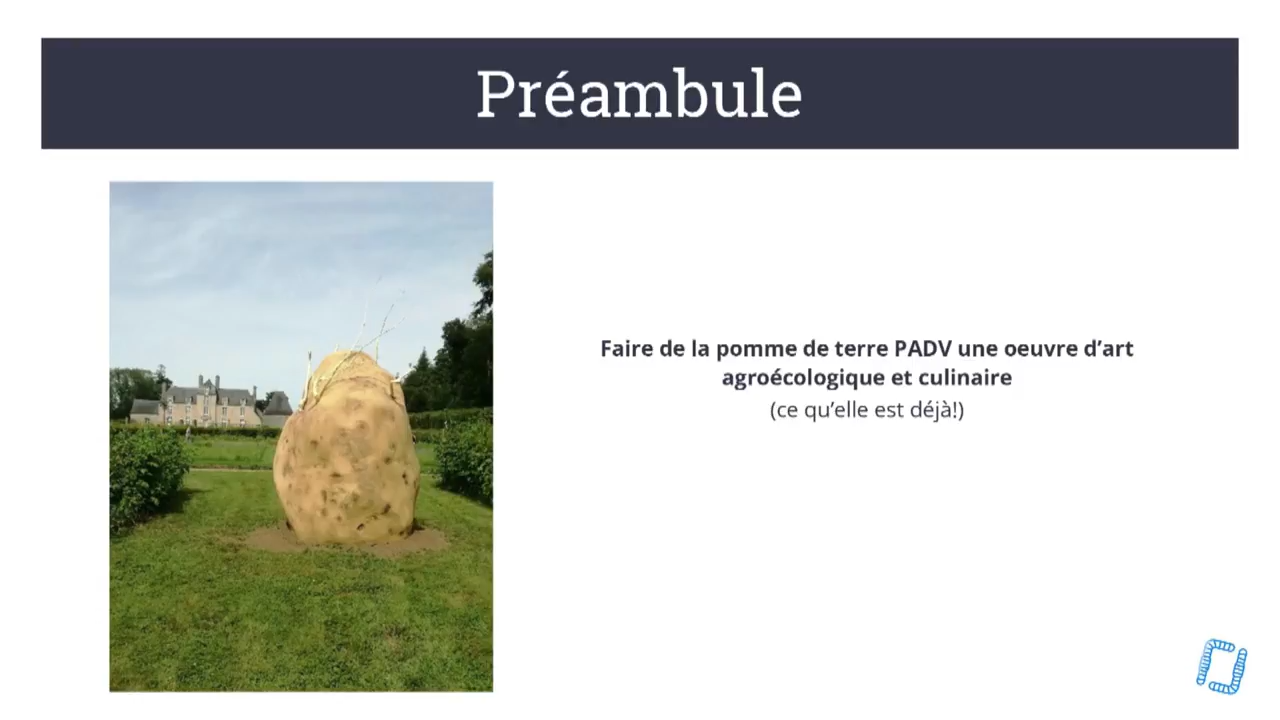 Préambule
Faire de la pomme de terre PADV une oeuvre d’art
agroécologique et culinaire
(ce qu’elle est déjà!)